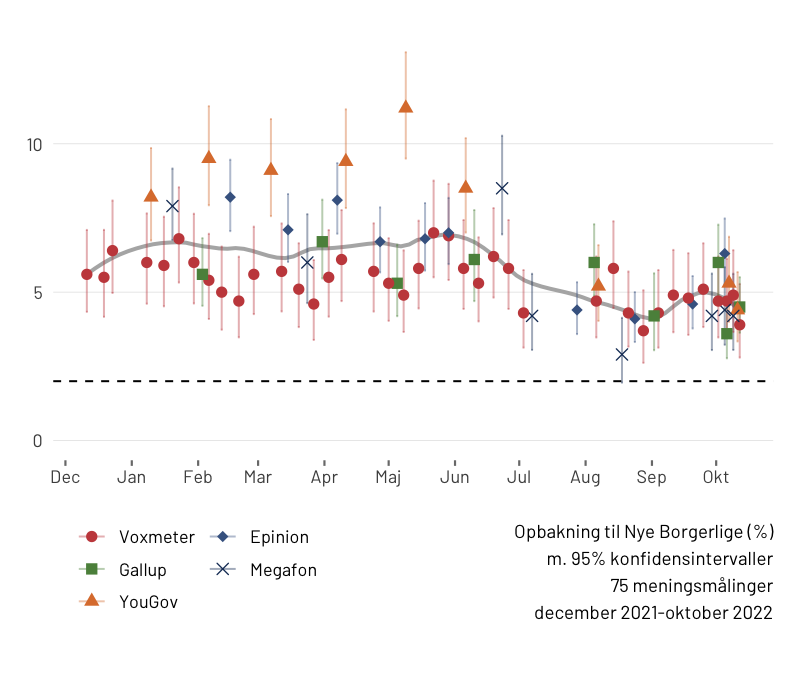 10
5
0
Dec Jan Feb Mar Apr Maj Jun Jul Aug Sep Okt
Voxmeter Epinion
Gallup Megafon
YouGov
Opbakning til Nye Borgerlige (%)
m. 95% konfidensintervaller
75 meningsmålinger
december 2021-oktober 2022